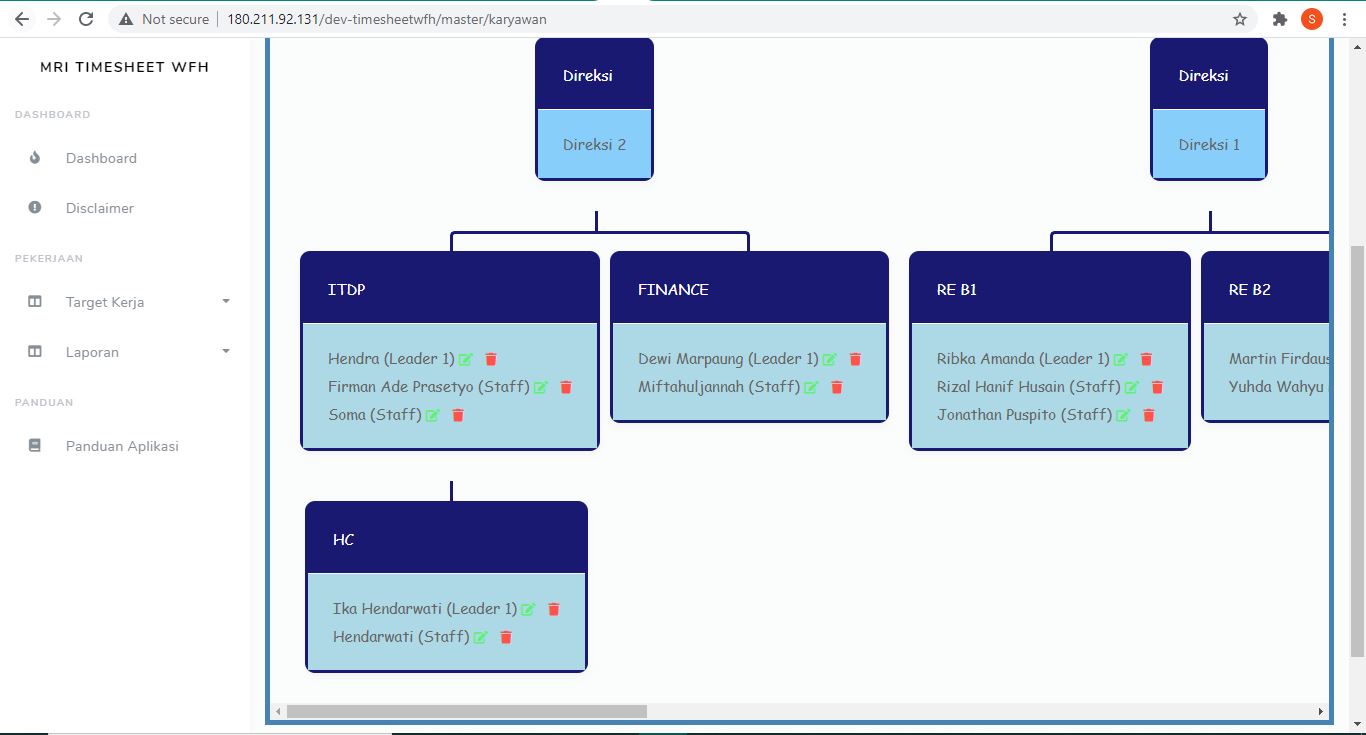 Not secure | 180.211.92.131/dev-timesheetwfh/master/karyawan
S
MRI TIMESHEET WFH
DASHBOARD
Dashboard
Disclaimer
PEKERJAAN
Target Kerja
Laporan
PANDUAN
Panduan Aplikasi
Direksi
Direksi 2
Direksi
Direksi 1
ITDP
Hendra (Leader 1)
Firman Ade Prasetyo (Staff)
Soma (Staff)
FINANCE
Dewi Marpaung (Leader 1)
Miftahuljannah (Staff)
RE B1
Ribka Amanda (Leader 1)
Rizal Hanif Husain (Staff)
Jonathan Puspito (Staff)
RE B2
Martin Firdaus
Yuhda Wahyu
HC
Ika Hendarwati (Leader 1)
Hendarwati (Staff)